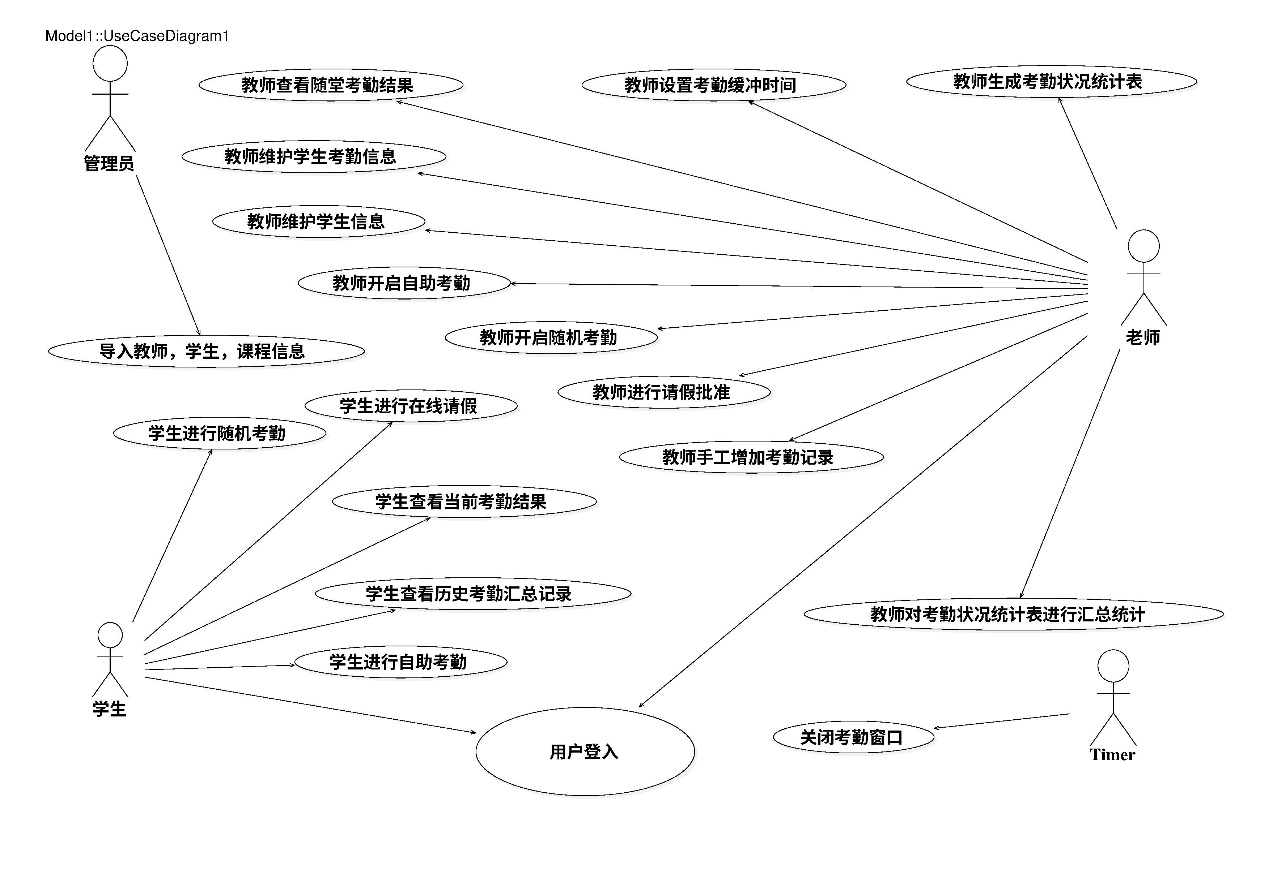 Model1::UseCaseDiagram1
教师查看随堂考勤结果
教师设置考勤缓冲时间
教师生成考勤状况统计表
管理员
教师维护学生考勤信息
教师维护学生信息
教师开启自助考勤
教师开启随机考勤
老师
导入教师，学生，课程信息
教师进行请假批准
学生进行在线请假
学生进行随机考勤
教师手工增加考勤记录
学生查看当前考勤结果
学生查看历史考勤汇总记录
教师对考勤状况统计表进行汇总统计
学生进行自助考勤
学生
用户登入
关闭考勤窗口
Timer